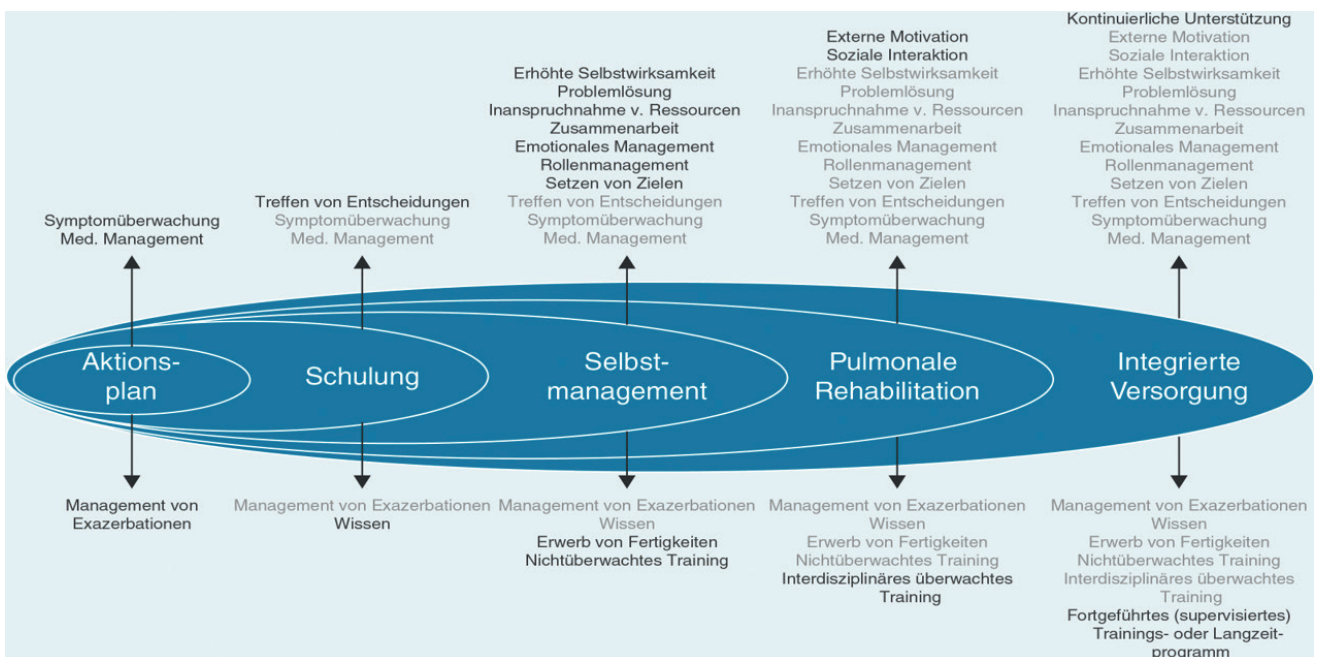 Symptomüberwachung
Med. Management
Treffen von Entscheidungen
Symptomüberwachung
Med. Management
Erhöhte Selbstwirksamkeit
Problemlösung
Inanspruchnahme v. Ressourcen
Zusammenarbeit
Emotionales Management
Rollenmanagement
Setzen von Zielen
Treffen von Entscheidungen
Symptomüberwachung
Med. Management
Externe Motivation
Soziale Interaktion
Erhöhte Selbstwirksamkeit
Problemlösung
Inanspruchnahme v. Ressourcen
Zusammenarbeit
Emotionales Management
Rollenmanagement
Setzen von Zielen
Treffen von Entscheidungen
Symptomüberwachung
Med. Management
Kontinuierliche Unterstützung
Externe Motivation
Soziale Interaktion
Erhöhte Selbstwirksamkeit
Problemlösung
Inanspruchnahme v. Ressourcen
Zusammenarbeit
Emotionales Management
Rollenmanagement
Setzen von Zielen
Treffen von Entscheidungen
Symptomüberwachung
Med. Management
Aktions-
plan
Schulung
Selbst-
management
Pulmonale
Rehabilitation
Integrierte
Versorgung
Management von
Exazerbationen
Management von Exazerbationen
Wissen
Management von Exazerbationen
Wissen
Erwerb von Fertigkeiten
Nichtüberwachtes Training
Management von Exazerbationen
Wissen
Erwerb von Fertigkeiten
Nichtüberwachtes Training
Interdisziplinäres überwachtes
Training
Management von Exazerbationen
Wissen
Erwerb von Fertigkeiten
Nichtüberwachtes Training
Interdisziplinäres überwachtes
Training
Fortgeführtes (supervisiertes)
Trainings- oder Langzeit-
programm